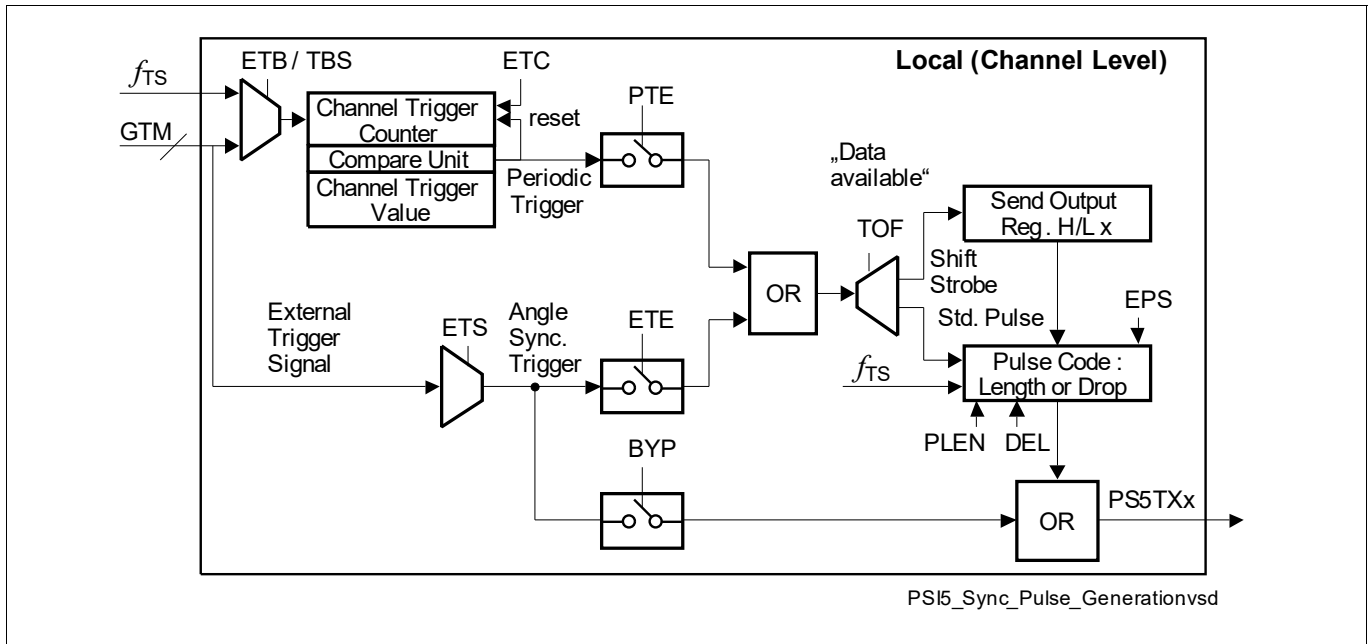 Local (Channel Level)
fTS
GTM
ETB / TBS
ETC
Channel Trigger
Counter
reset
Compare Unit
Channel Trigger
Value
Periodic
Trigger
PTE
„Data
available“
Send Output
Reg. H/L x
TOF
Shift
Strobe
OR
Std. Pulse
EPS
External
Trigger
Signal
ETS
Angle
Sync.
Trigger
ETE
fTS
Pulse Code :
Length or Drop
PLEN
DEL
BYP
OR
PS5TXx
PSI5_Sync_Pulse_Generationvsd